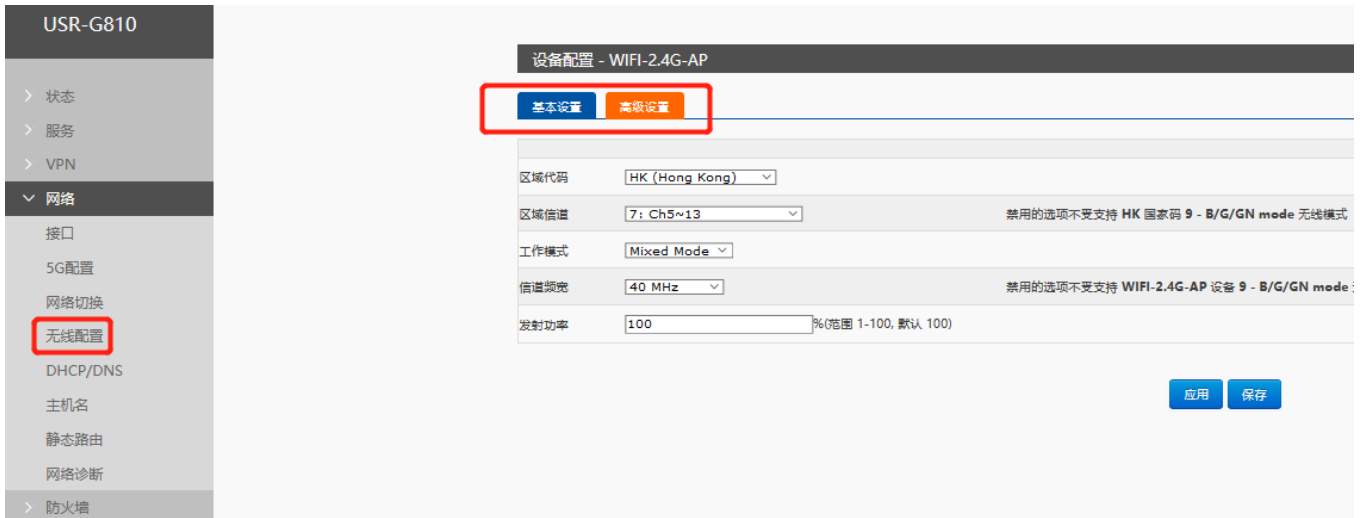 USR-G810
状态
服务
VPN
网络
接口
5G配置
网络切换
无线配置
DHCP/DNS
主机名
静态路由
网络诊断
防火墙
设备配置 - WIFI-2.4G-AP
基本设置 高级设置
区域代码 HK (Hong Kong)
区域信道 7: Ch5~13 禁用的选项不受支持 HK 国家码 9 - B/G/GN mode 无线模式
工作模式 Mixed Mode
信道频宽 40 MHz 禁用的选项不受支持 WIFI-2.4G-AP 设备 9 - B/G/GN mode
发射功率 100 %(范围 1-100, 默认 100)
应用 保存